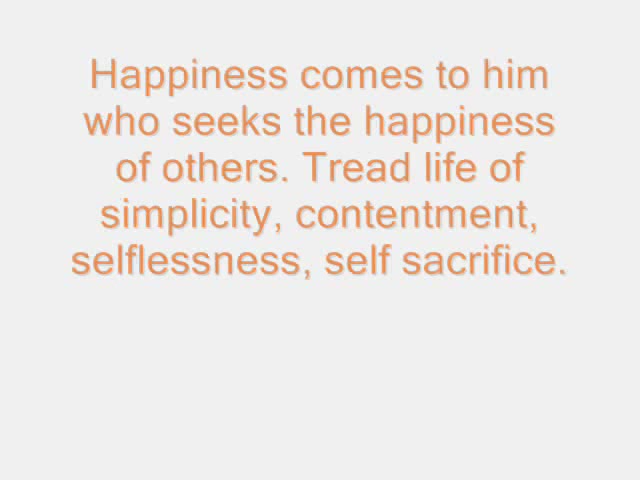 Happiness comes to him
who seeks the happiness
of others. Tread life of
simplicity, contentment,
selflessness, self sacrifice.